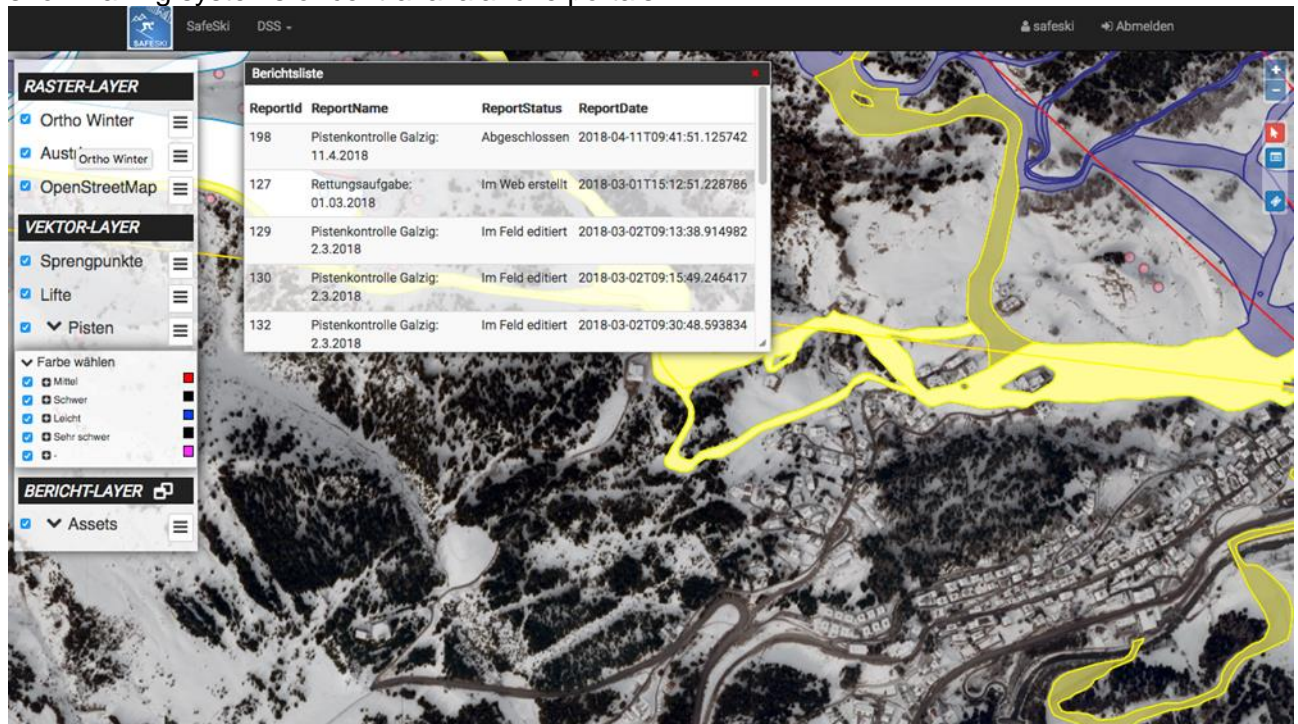 SAFESKI
SafeSki
DSS
safeski
Abmelden
RASTER-LAYER
Ortho Winter
Ortho Winter
OpenStreetMap
VEKTOR-LAYER
Sprengpunkte
Lifte
Pisten
Farbe wählen
Mittel
Schwer
Leicht
Sehr schwer
-
BERICHT-LAYER
Assets
Berichtsliste
ReportId ReportName ReportStatus ReportDate
198 Pistenkontrolle Galzig: Abgeschlossen 2018-04-11T09:41:51.125742
11.4.2018
127 Rettungsaufgabe: Im Web erstellt 2018-03-01T15:12:51.228786
01.03.2018
129 Pistenkontrolle Galzig: Im Feld editiert 2018-03-02T09:13:38.914982
2.3.2018
130 Pistenkontrolle Galzig: Im Feld editiert 2018-03-02T09:15:49.246417
2.3.2018
132 Pistenkontrolle Galzig: Im Feld editiert 2018-03-02T09:30:48.593834
2.3.2018